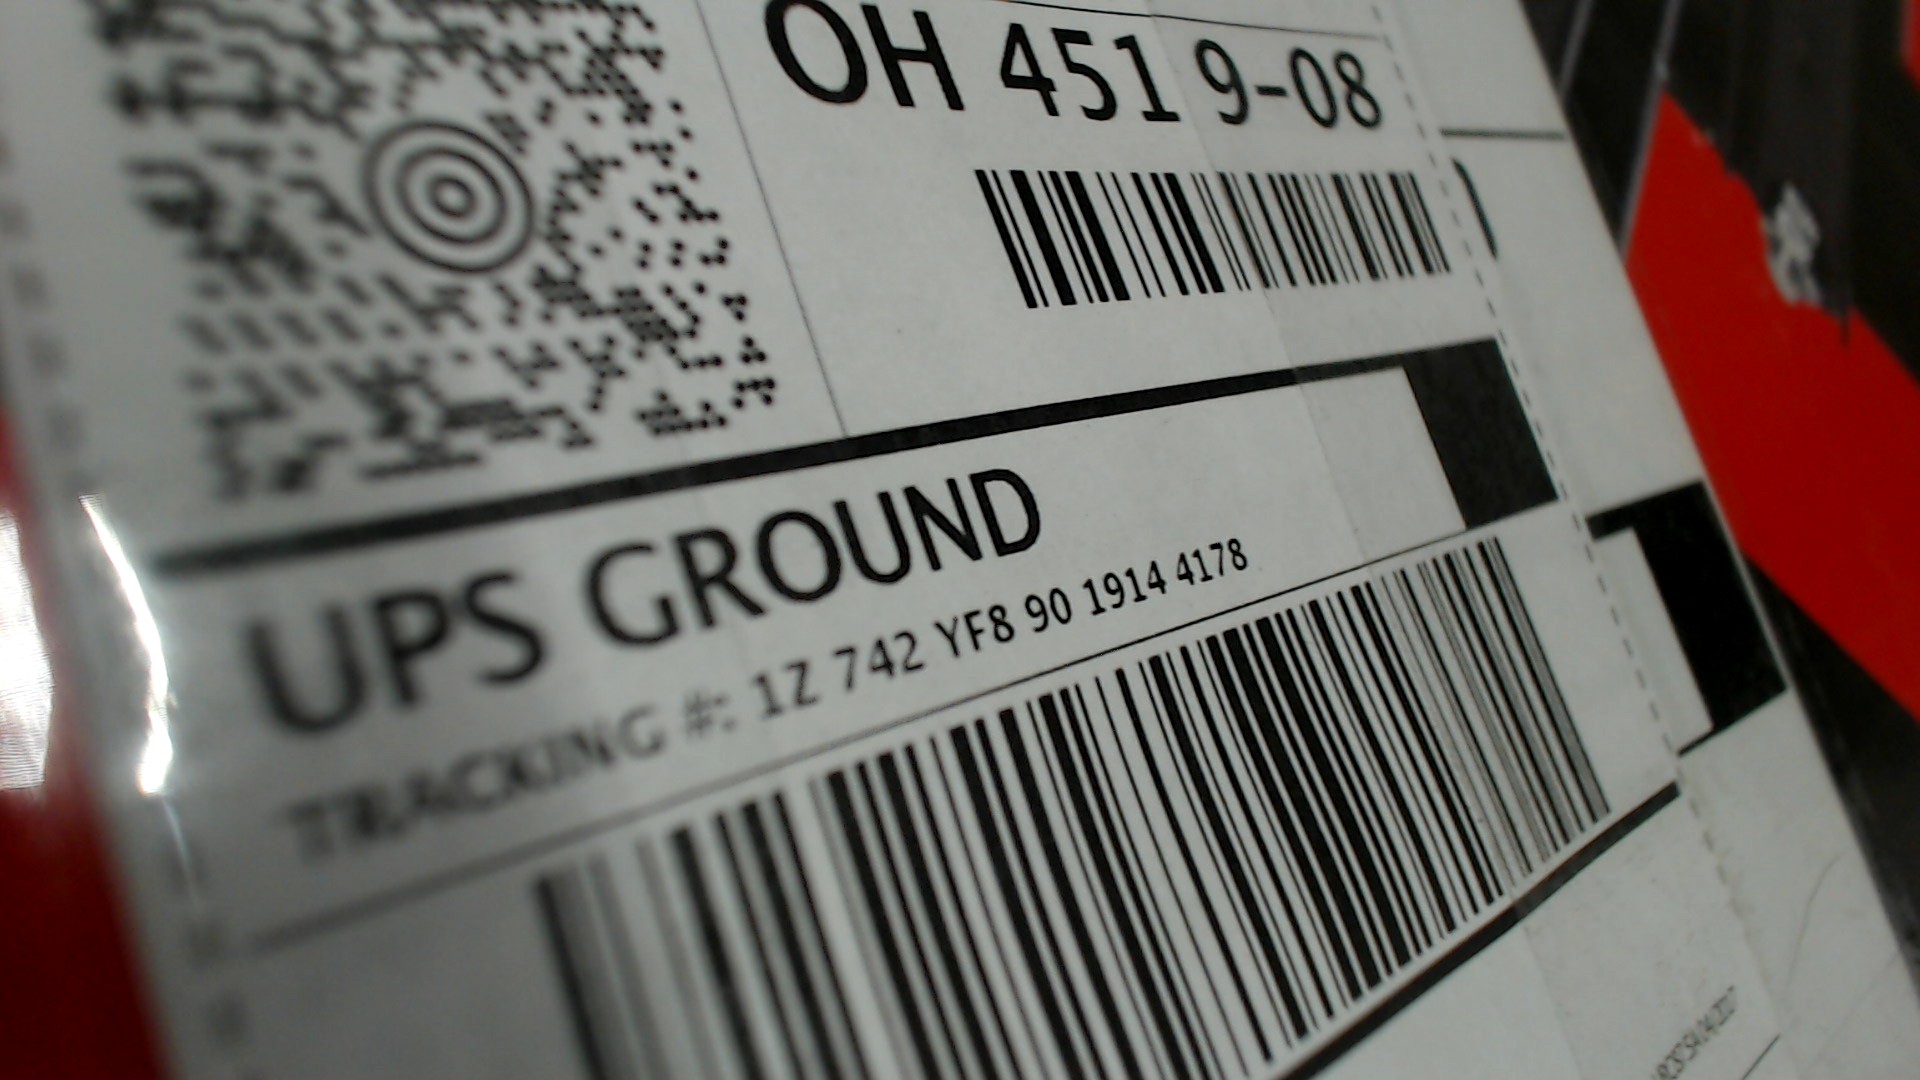 OH 451 9-08
UPS GROUND
TRACKING #: 1Z 742 YF8 90 1914 4178